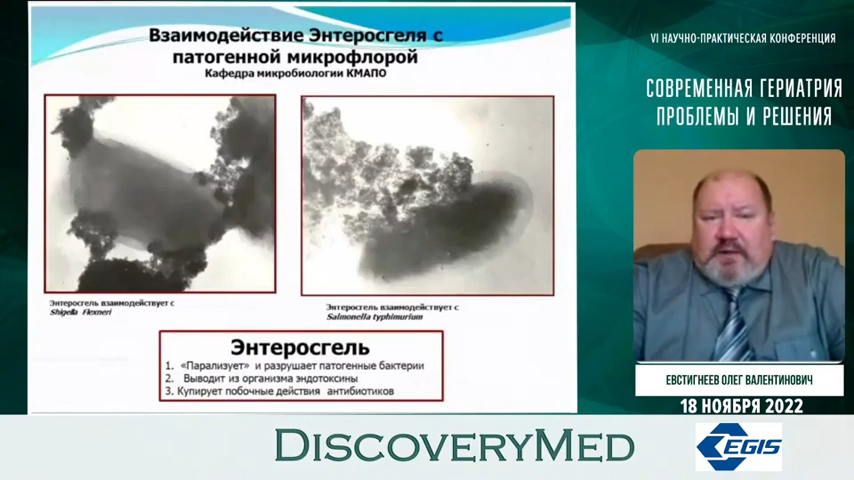 Взаимодействие Энтеросгеля с
патогенной микрофлорой
Кафедра микробиологии КМАПО
Энтеросгель взаимодействует с
Shigella Flexneri
Энтеросгель взаимодействует с
Salmonella typhimurium
Энтеросгель
1. «Парализует» и разрушает патогенные бактерии
2. Выводит из организма эндотоксины
3. Купирует побочные действия антибиотиков
VI НАУЧНО-ПРАКТИЧЕСКАЯ КОНФЕРЕНЦИЯ
СОВРЕМЕННАЯ ГЕРИАТРИЯ
ПРОБЛЕМЫ И РЕШЕНИЯ
ЕВСТИГНЕЕВ ОЛЕГ ВАЛЕНТИНОВИЧ
18 НОЯБРЯ 2022
DISCOVERYMED
EGIS